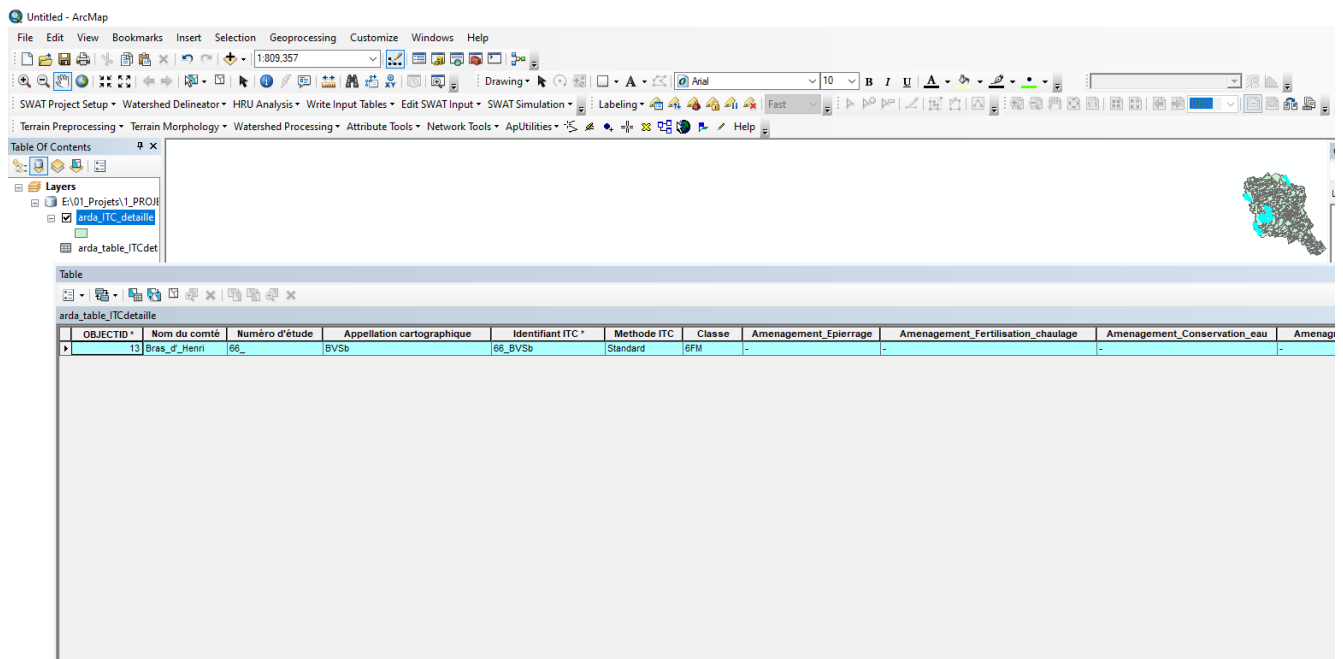 Untitled - ArcMap
File Edit View Bookmarks Insert Selection Geoprocessing Customize Windows Help
1:809,357
Drawing A Arial 10 B I U A
SWAT Project Setup Watershed Delineator HRU Analysis Write Input Tables Edit SWAT Input SWAT Simulation Labeling Fast
Terrain Preprocessing Terrain Morphology Watershed Processing Attribute Tools Network Tools ApUtilities Help
Table Of Contents
Layers
E:\01_Projets\1_PROJE
arda_ITC_detaille
arda_table_ITCdet
Table
arda_table_ITCdetaille
OBJECTID * Nom du comté Numéro d'étude Appellation cartographique Identifiant ITC * Methode ITC Classe Amenagement_Epierrage Amenagement_Fertilisation_chaulage Amenagement_Conservation_eau Amenag
13 Bras_d'_Henri 66_ BVSb 66_BVSb Standard 6FM - - - -